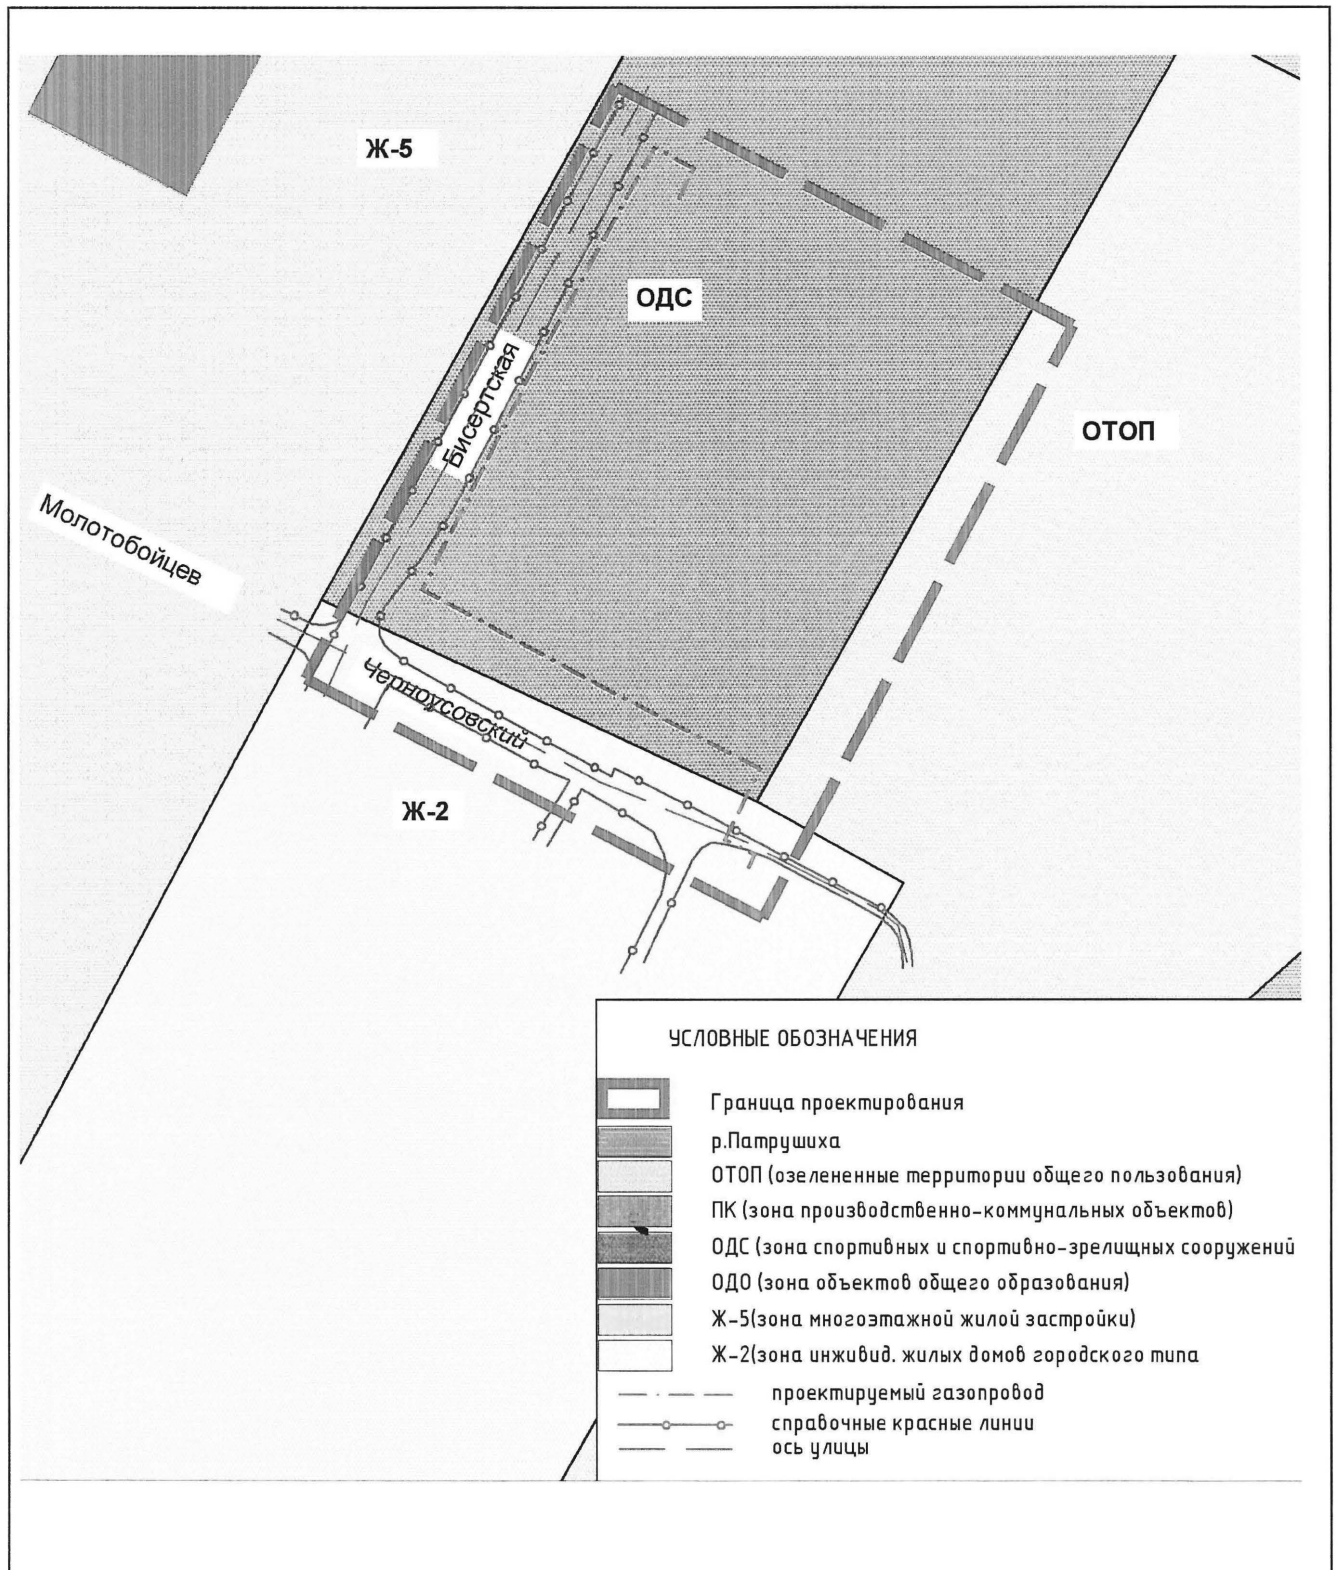 Ж-5
ОДС
Бисертская
ОТОП
Молотобойцев
Черноусовский
Ж-2
УСЛОВНЫЕ ОБОЗНАЧЕНИЯ
Граница проектирования
р.Патрушиха
ОТОП (озелененные территории общего пользования)
ПК (зона производственно-коммунальных объектов)
ОДС (зона спортивных и спортивно-зрелищных сооружений
ОДО (зона объектов общего образования)
Ж-5(зона многоэтажной жилой застройки)
Ж-2(зона инживид. жилых домов городского типа
проектируемый газопровод
справочные красные линии
ось улицы